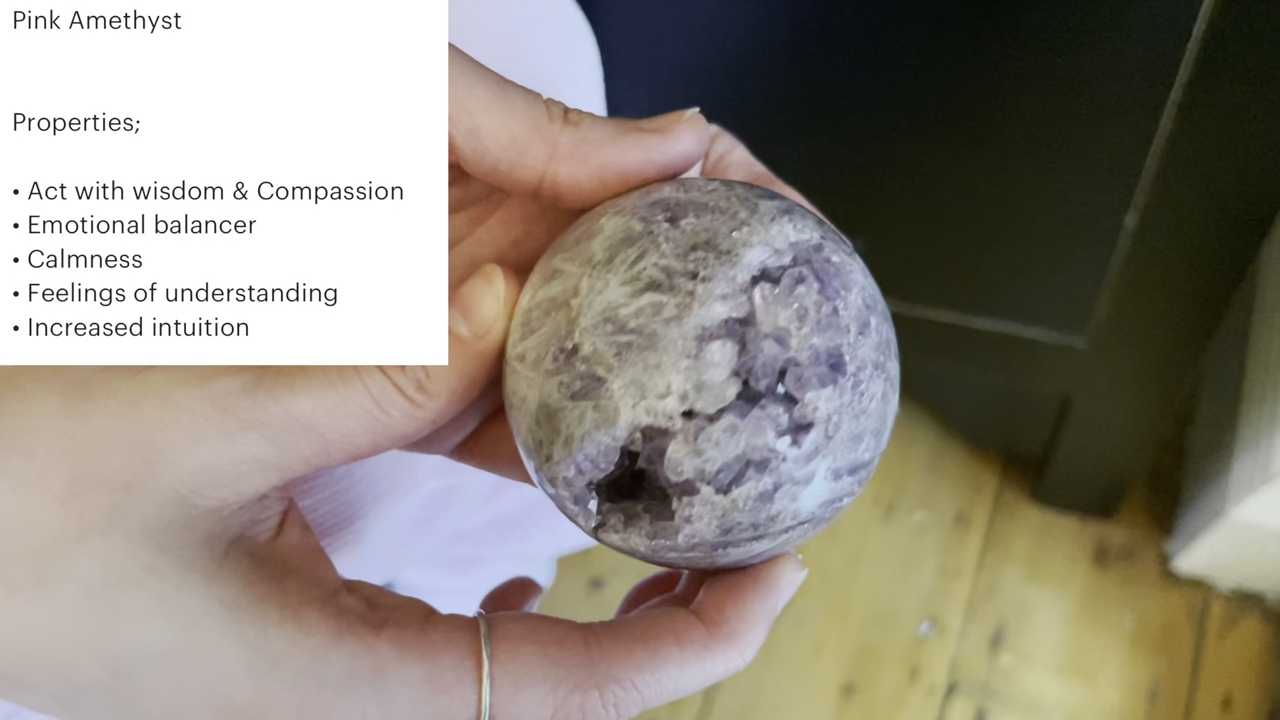 Pink Amethyst
Properties;
• Act with wisdom & Compassion
• Emotional balancer
• Calmness
• Feelings of understanding
• Increased intuition